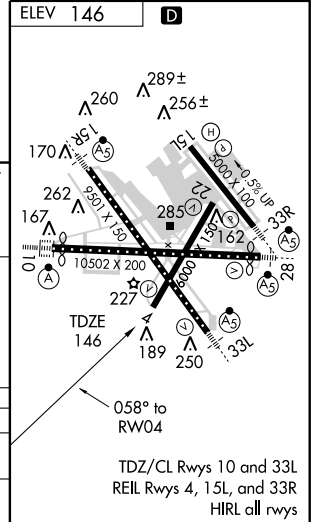 ELEV 146 D
289±
260
256±
15R
A5
170
15L
H
P
5000 X 100
0.5% UP
33R
A5
262
9501 X 150
22
V
285
P
162
167
10
A
10502 X 200
V
28
A5
227
V
6000 X 150
TDZE
146
4
189
V
250
A5
33L
058° to
RW04
TDZ/CL Rwys 10 and 33L
REIL Rwys 4, 15L, and 33R
HIRL all rwys